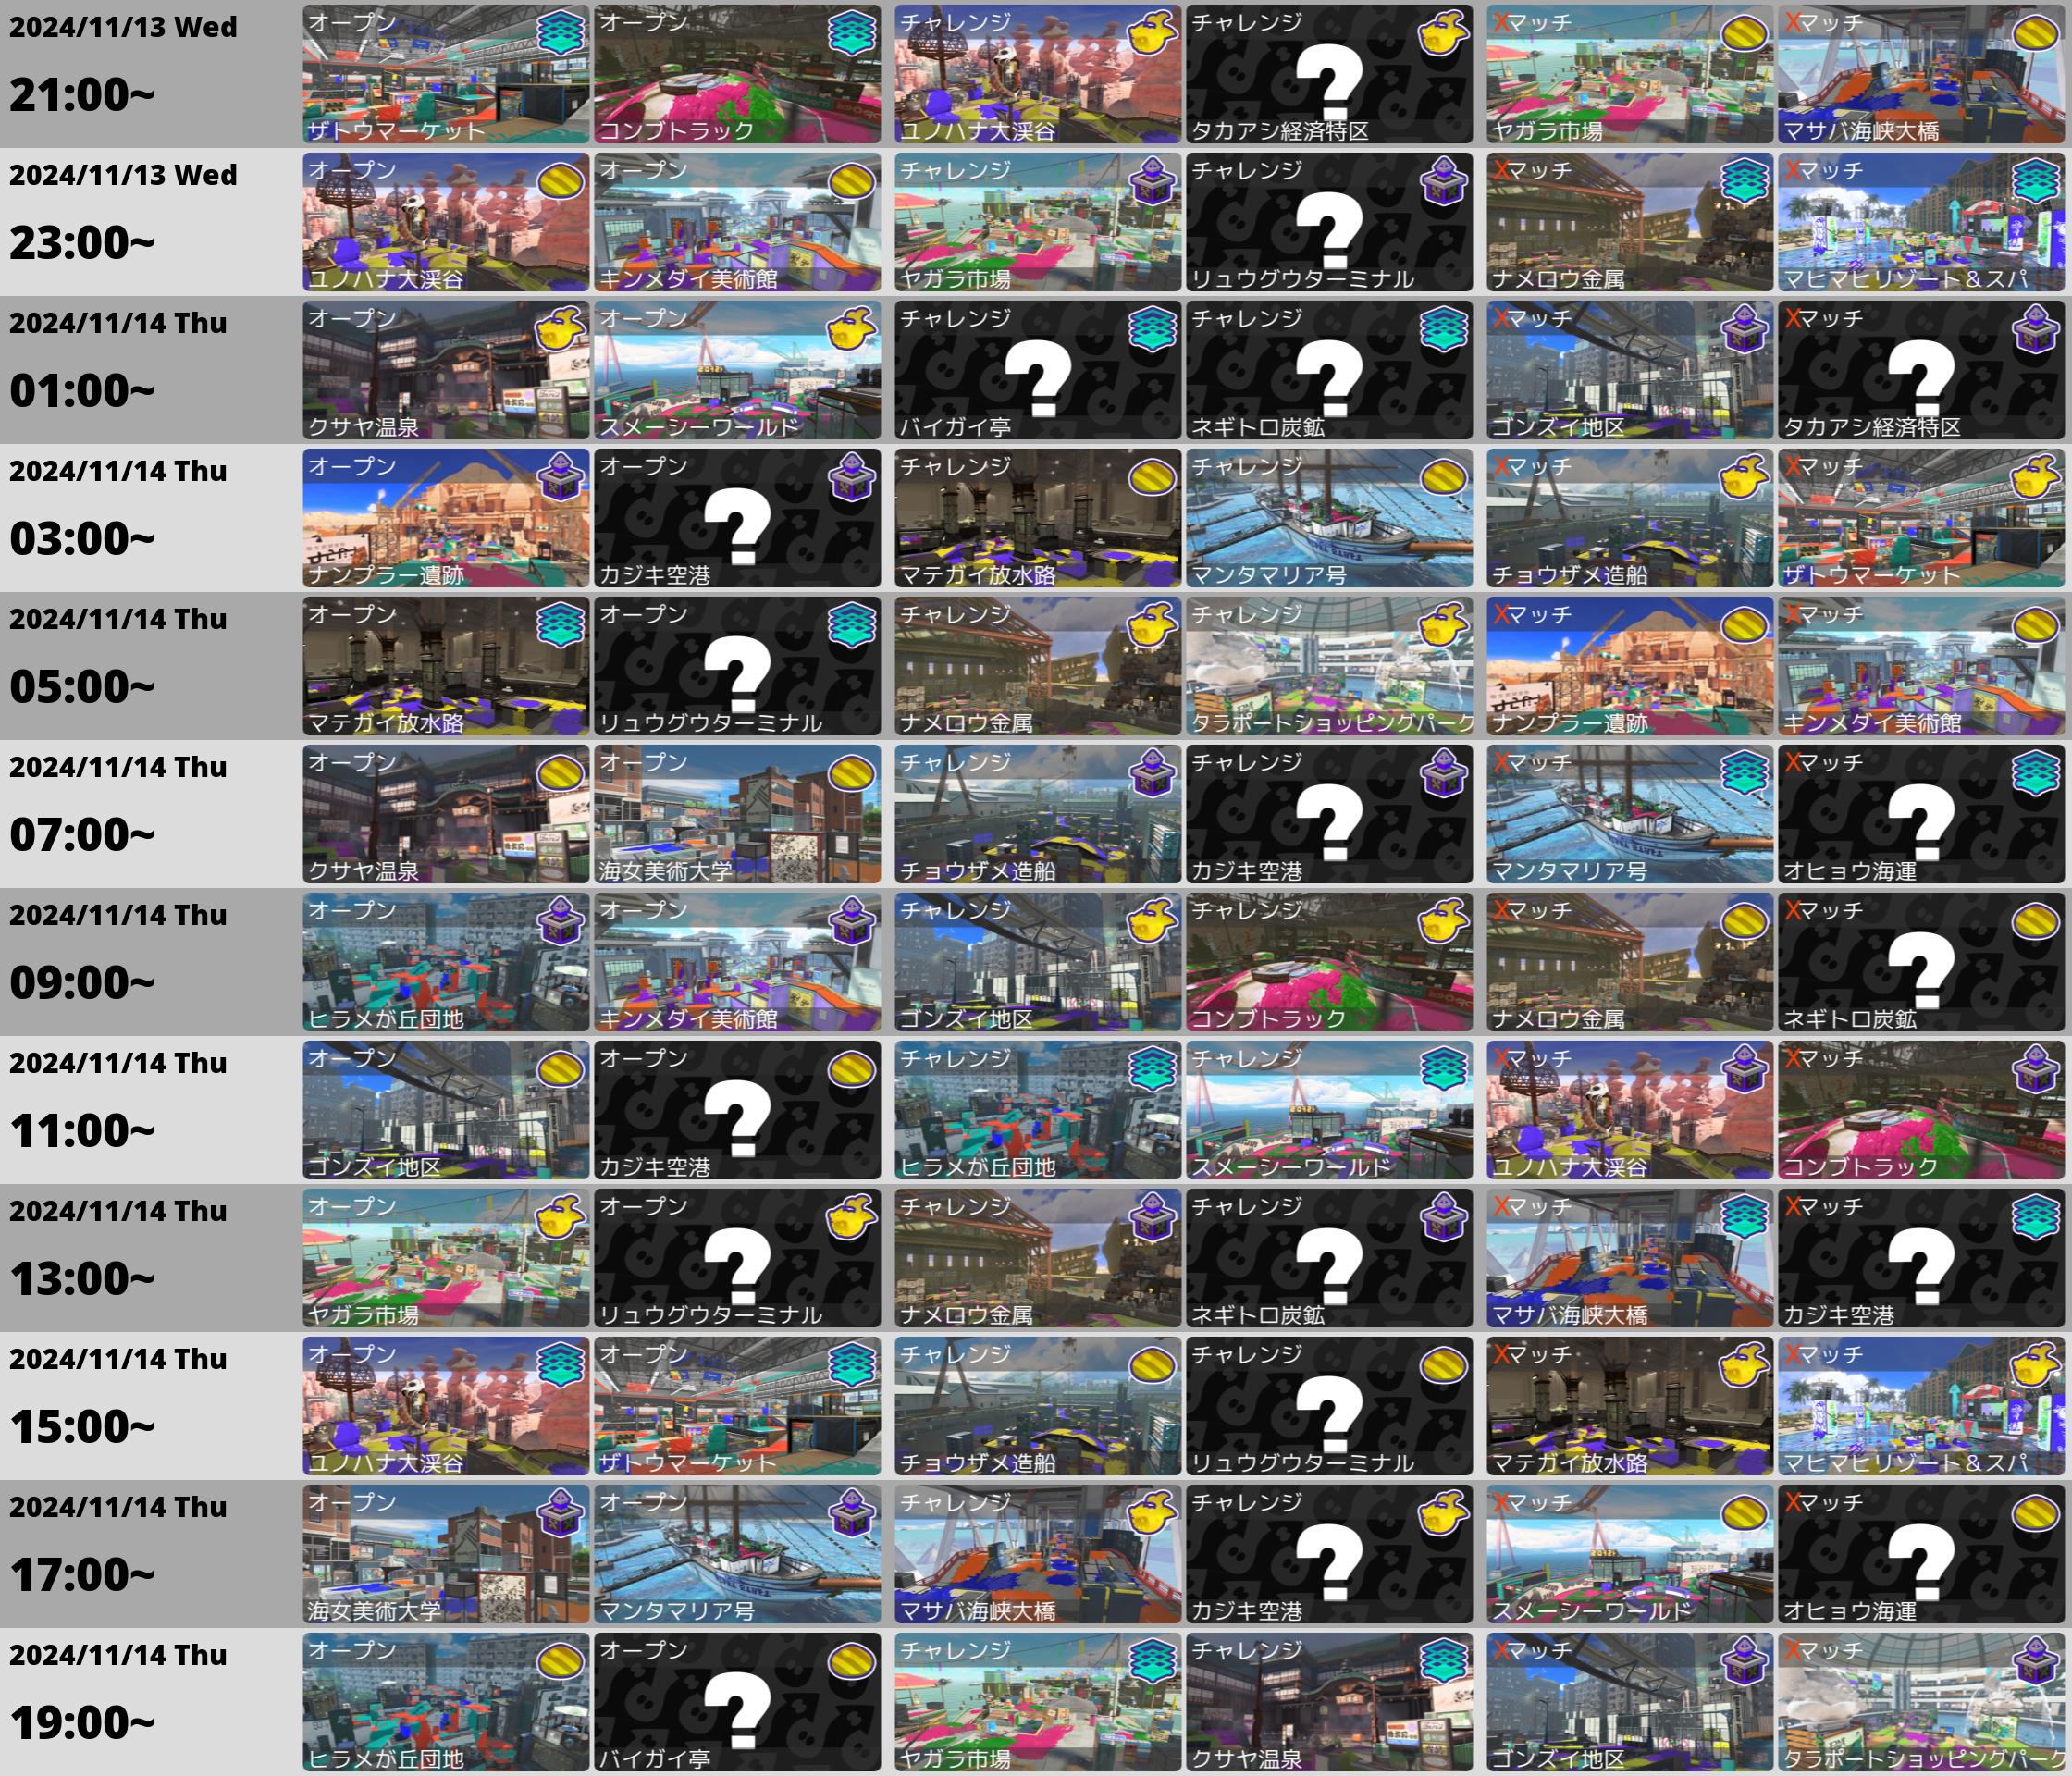 2024/11/13 Wed
21:00~
オープン
ザトウマーケット
オープン
コンブトラック
チャレンジ
ユノハナ大渓谷
チャレンジ
タカアシ経済特区
Xマッチ
ヤガラ市場
Xマッチ
マサバ海峡大橋
2024/11/13 Wed
23:00~
オープン
ユノハナ大渓谷
オープン
キンメダイ美術館
チャレンジ
ヤガラ市場
チャレンジ
リュウグウターミナル
Xマッチ
ナメロウ金属
Xマッチ
マヒマヒリゾート＆スパ
2024/11/14 Thu
01:00~
オープン
クサヤ温泉
オープン
スメーシーワールド
チャレンジ
バイガイ亭
チャレンジ
ネギトロ炭鉱
Xマッチ
ゴンズイ地区
Xマッチ
タカアシ経済特区
2024/11/14 Thu
03:00~
オープン
ナンプラー遺跡
オープン
カジキ空港
チャレンジ
マテガイ放水路
チャレンジ
マンタマリア号
Xマッチ
チョウザメ造船
Xマッチ
ザトウマーケット
2024/11/14 Thu
05:00~
オープン
マテガイ放水路
オープン
リュウグウターミナル
チャレンジ
ナメロウ金属
チャレンジ
タラポートショッピングパーク
Xマッチ
ナンプラー遺跡
Xマッチ
キンメダイ美術館
2024/11/14 Thu
07:00~
オープン
クサヤ温泉
オープン
海女美術大学
チャレンジ
チョウザメ造船
チャレンジ
カジキ空港
Xマッチ
マンタマリア号
Xマッチ
オヒョウ海運
2024/11/14 Thu
09:00~
オープン
ヒラメが丘団地
オープン
キンメダイ美術館
チャレンジ
ゴンズイ地区
チャレンジ
コンブトラック
Xマッチ
ナメロウ金属
Xマッチ
ネギトロ炭鉱
2024/11/14 Thu
11:00~
オープン
ゴンズイ地区
オープン
カジキ空港
チャレンジ
ヒラメが丘団地
チャレンジ
スメーシーワールド
Xマッチ
ユノハナ大渓谷
Xマッチ
コンブトラック
2024/11/14 Thu
13:00~
オープン
ヤガラ市場
オープン
リュウグウターミナル
チャレンジ
ナメロウ金属
チャレンジ
ネギトロ炭鉱
Xマッチ
マサバ海峡大橋
Xマッチ
カジキ空港
2024/11/14 Thu
15:00~
オープン
ユノハナ大渓谷
オープン
ザトウマーケット
チャレンジ
チョウザメ造船
チャレンジ
リュウグウターミナル
Xマッチ
マテガイ放水路
Xマッチ
マヒマヒリゾート＆スパ
2024/11/14 Thu
17:00~
オープン
海女美術大学
オープン
マンタマリア号
チャレンジ
マサバ海峡大橋
チャレンジ
カジキ空港
Xマッチ
スメーシーワールド
Xマッチ
オヒョウ海運
2024/11/14 Thu
19:00~
オープン
ヒラメが丘団地
オープン
バイガイ亭
チャレンジ
ヤガラ市場
チャレンジ
クサヤ温泉
Xマッチ
ゴンズイ地区
Xマッチ
タラポートショッピングパーク